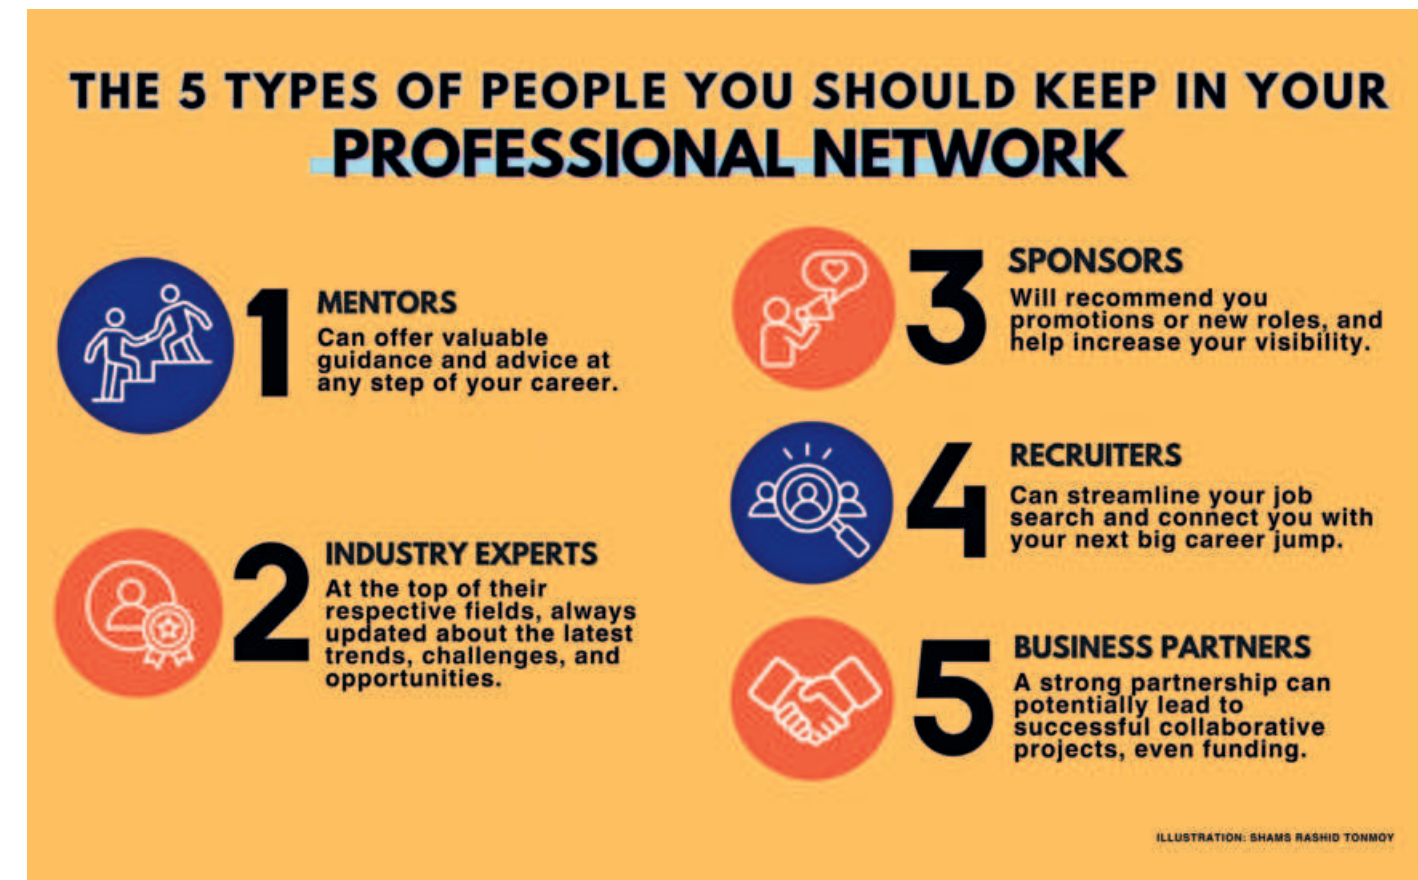 THE 5 TYPES OF PEOPLE YOU SHOULD KEEP IN YOUR
PROFESSIONAL NETWORK
1
MENTORS
Can offer valuable
guidance and advice at
any step of your career.
2
INDUSTRY EXPERTS
At the top of their
respective fields, always
updated about the latest
trends, challenges, and
opportunities.
3
SPONSORS
Will recommend you
promotions or new roles, and
help increase your visibility.
4
RECRUITERS
Can streamline your job
search and connect you with
your next big career jump.
5
BUSINESS PARTNERS
A strong partnership can
potentially lead to
successful collaborative
projects, even funding.
ILLUSTRATION: SHAMS RASHID TONMOY